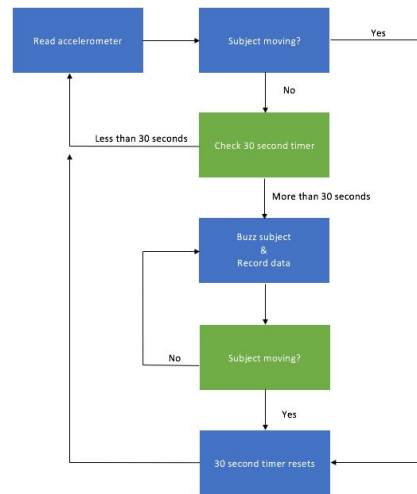 Read accelerometer
Subject moving?
Yes
No
Less than 30 seconds
Check 30 second timer
More than 30 seconds
Buzz subject
&
Record data
No
Subject moving?
Yes
30 second timer resets